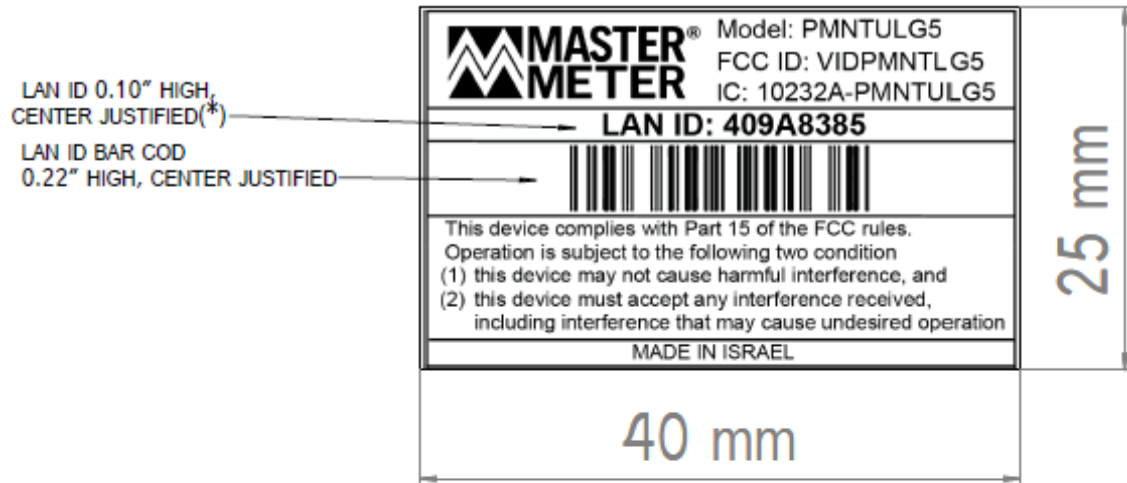 MASTER®
METER
Model: PMNTULG5
FCC ID: VIDPMNTLG5
IC: 10232A-PMNTULG5
LAN ID 0.10" HIGH,
CENTER JUSTIFIED(*)
LAN ID: 409A8385
LAN ID BAR COD
0.22" HIGH, CENTER JUSTIFIED
This device complies with Part 15 of the FCC rules.
Operation is subject to the following two condition
(1) this device may not cause harmful interference, and
(2) this device must accept any interference received,
including interference that may cause undesired operation
MADE IN ISRAEL
25 mm
40 mm